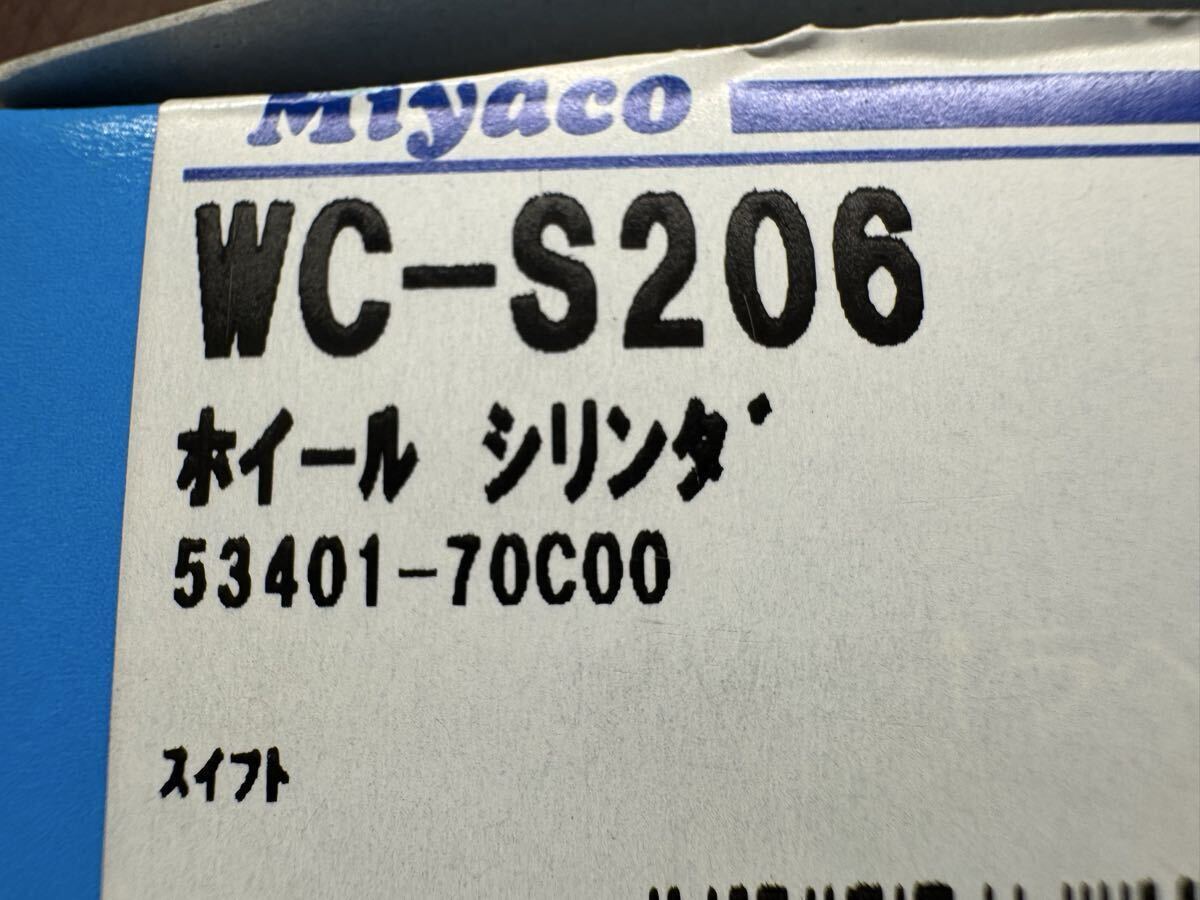 Miyaco
WC-S206
ホイール シリンダ
53401-70C00
スイフト